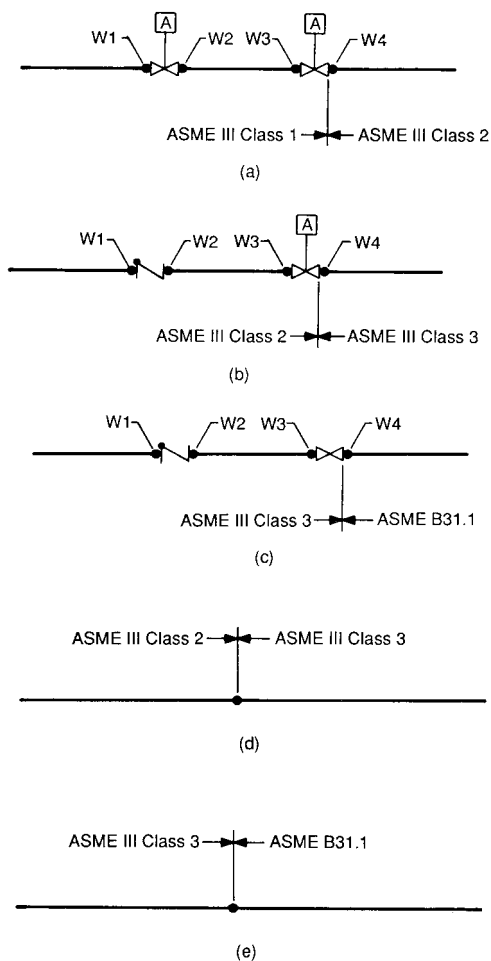 A A
W1 W2 W3 W4
ASME III Class 1 ASME III Class 2
(a)
A
W1 W2 W3 W4
ASME III Class 2 ASME III Class 3
(b)
W1 W2 W3 W4
ASME III Class 3 ASME B31.1
(c)
ASME III Class 2 ASME III Class 3
(d)
ASME III Class 3 ASME B31.1
(e)